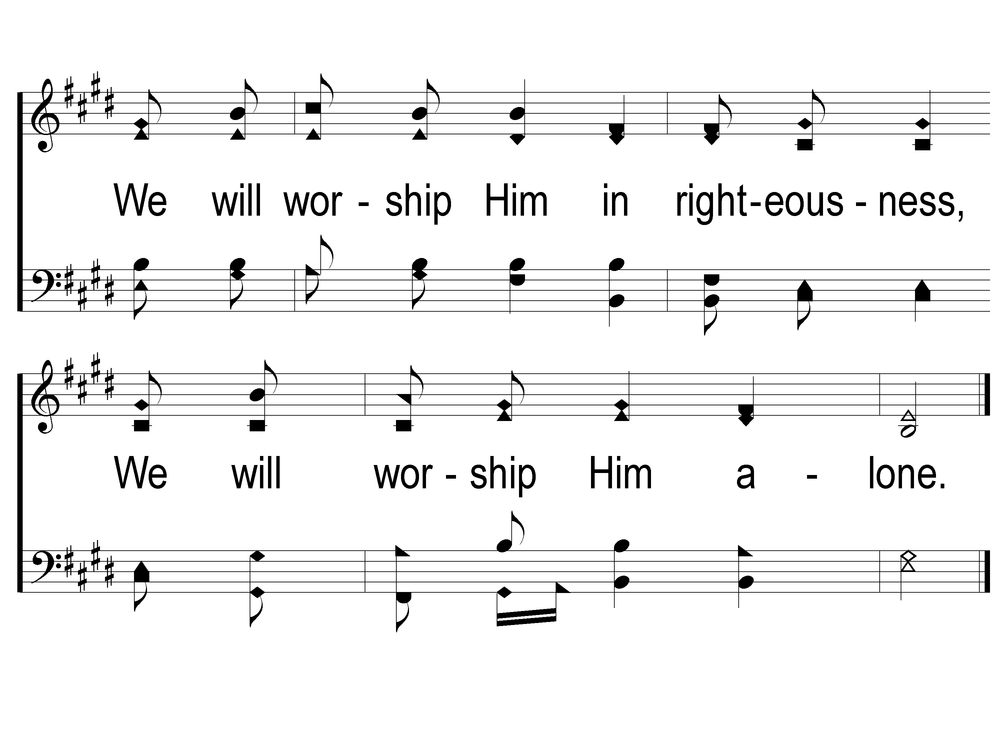 We will wor - ship Him in right-eous - ness,
We will wor - ship Him a - lone.